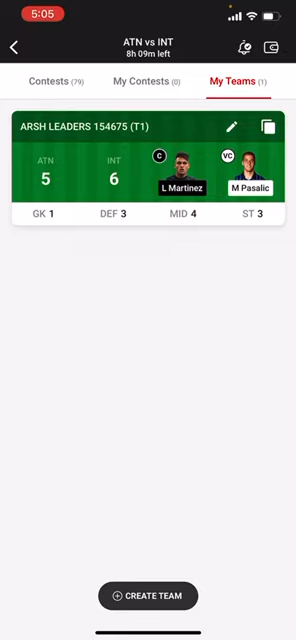 5:05
ATN vs INT
8h 09m left
Contests (79)
My Contests (0)
My Teams (1)
ARSH LEADERS 154675 (T1)
ATN
5
INT
6
C
L Martinez
VC
M Pasalic
GK 1
DEF 3
MID 4
ST 3
CREATE TEAM